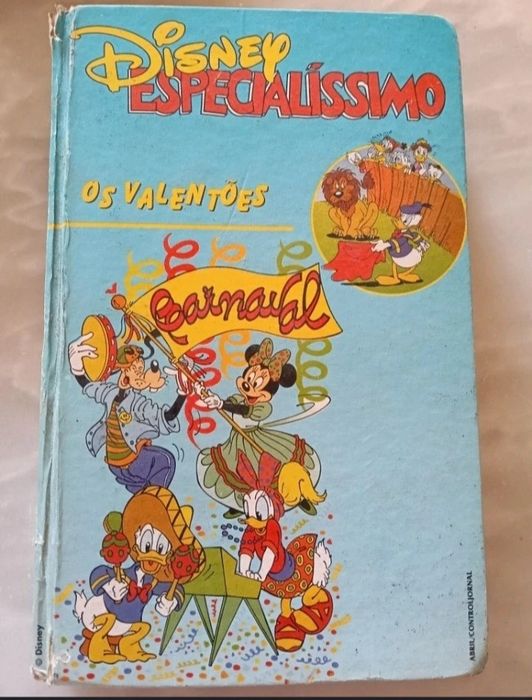 DISNEY
ESPECIALÍSSIMO
OS VALENTÕES
Carnaval
© Disney
ABRIL/CONTROLJORNAL